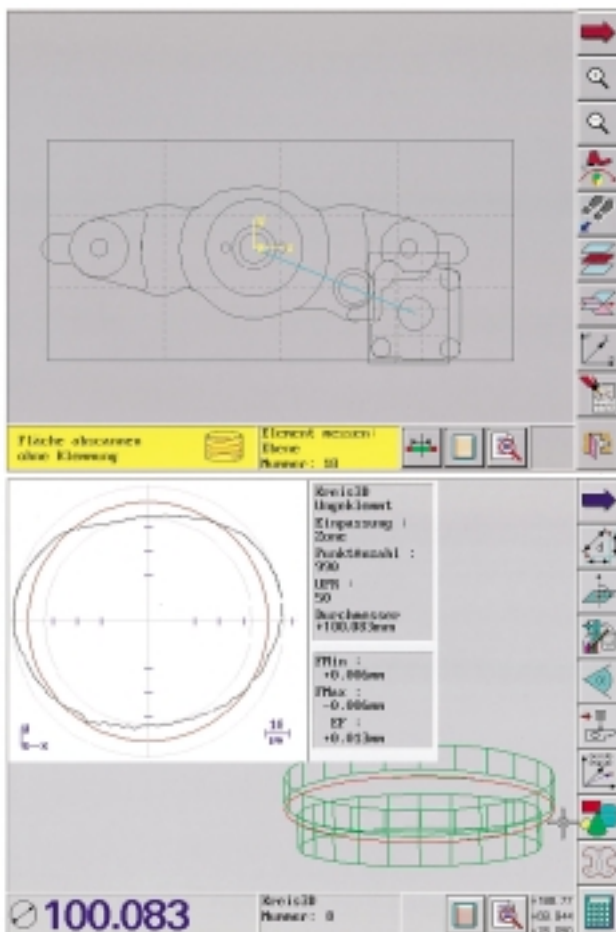 Fläche abscannen
ohne Klemmung
Element messen:
Ebene
Nummer: 18
Kreis3D
Ungeklemmt
Einpassung :
Zone
Punktanzahl :
990
UPR :
50
Durchmesser
+100.083mm
FMin :
+0.006mm
FMax :
-0.006mm
EF :
+0.013mm
10
µm
100.083
Kreis3D
Nummer: 8